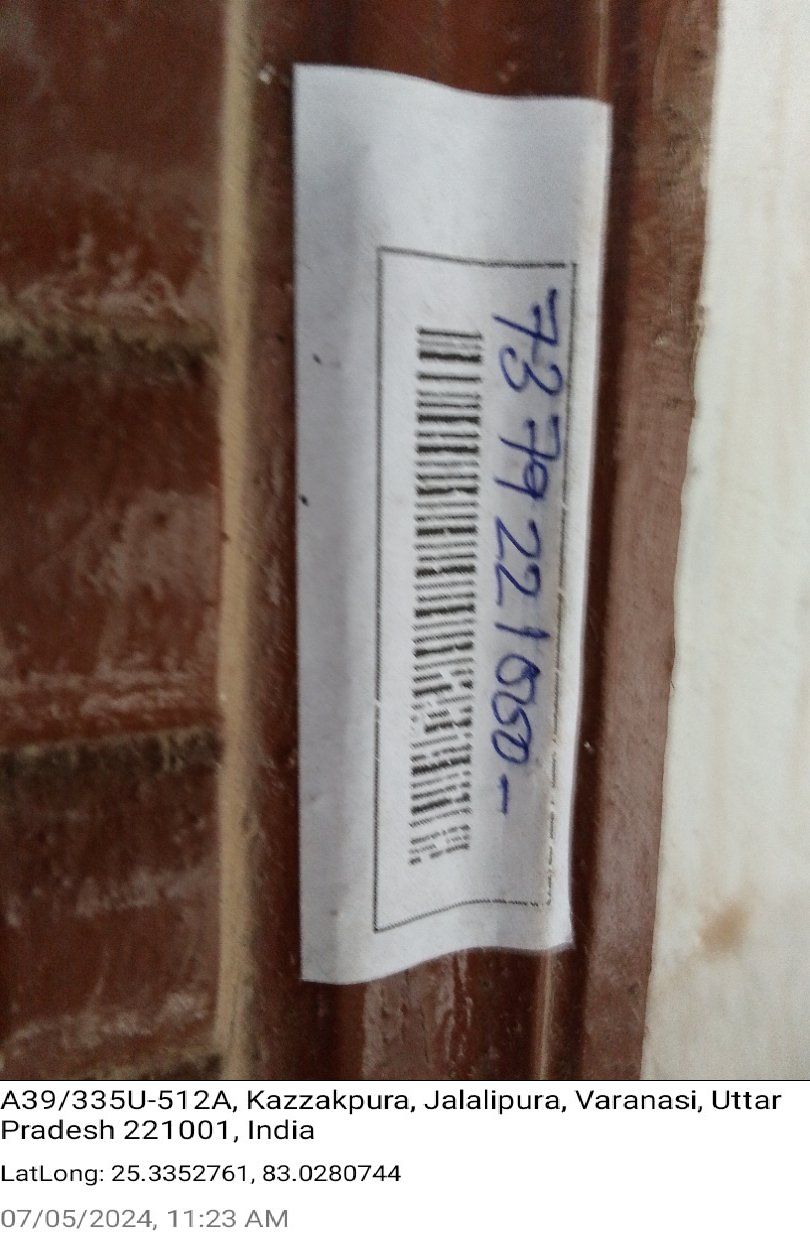 7379221050-
A39/335U-512A, Kazzakpura, Jalalipura, Varanasi, Uttar
Pradesh 221001, India
LatLong: 25.3352761, 83.0280744
07/05/2024, 11:23 AM